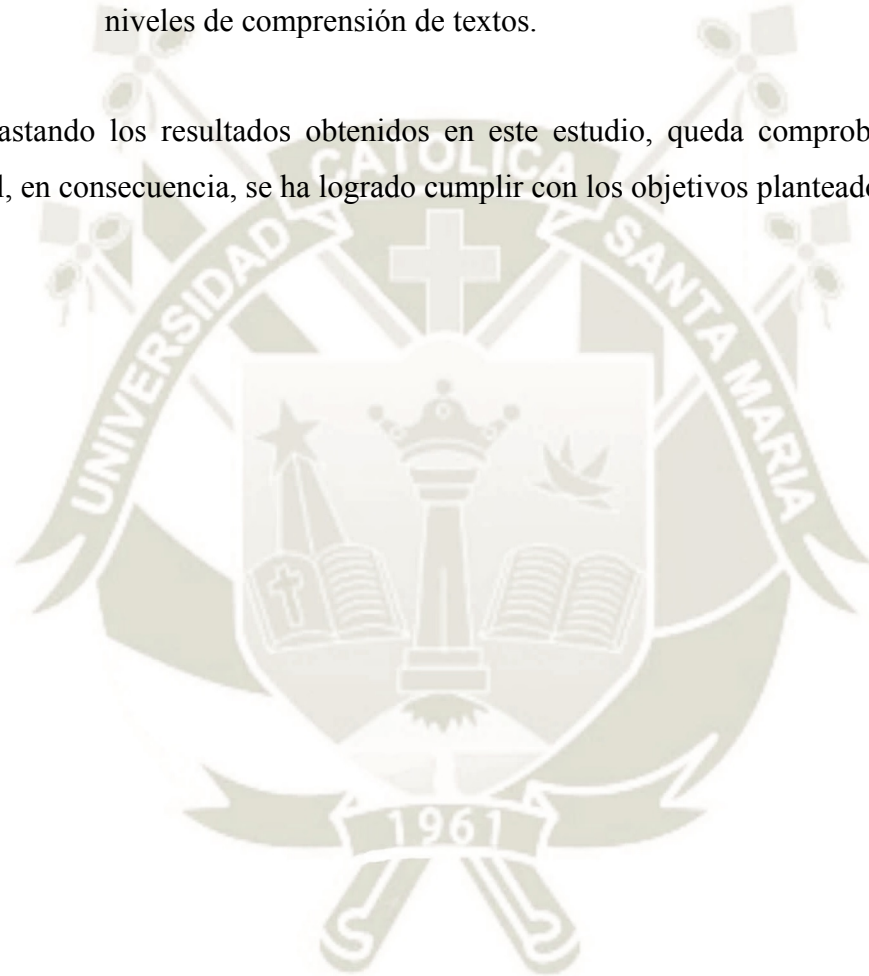 niveles de comprensión de textos.
astando los resultados obtenidos en este estudio, queda comprob
l, en consecuencia, se ha logrado cumplir con los objetivos planteado
UNIVERSIDAD CATOLICA SANTA MARIA
1961